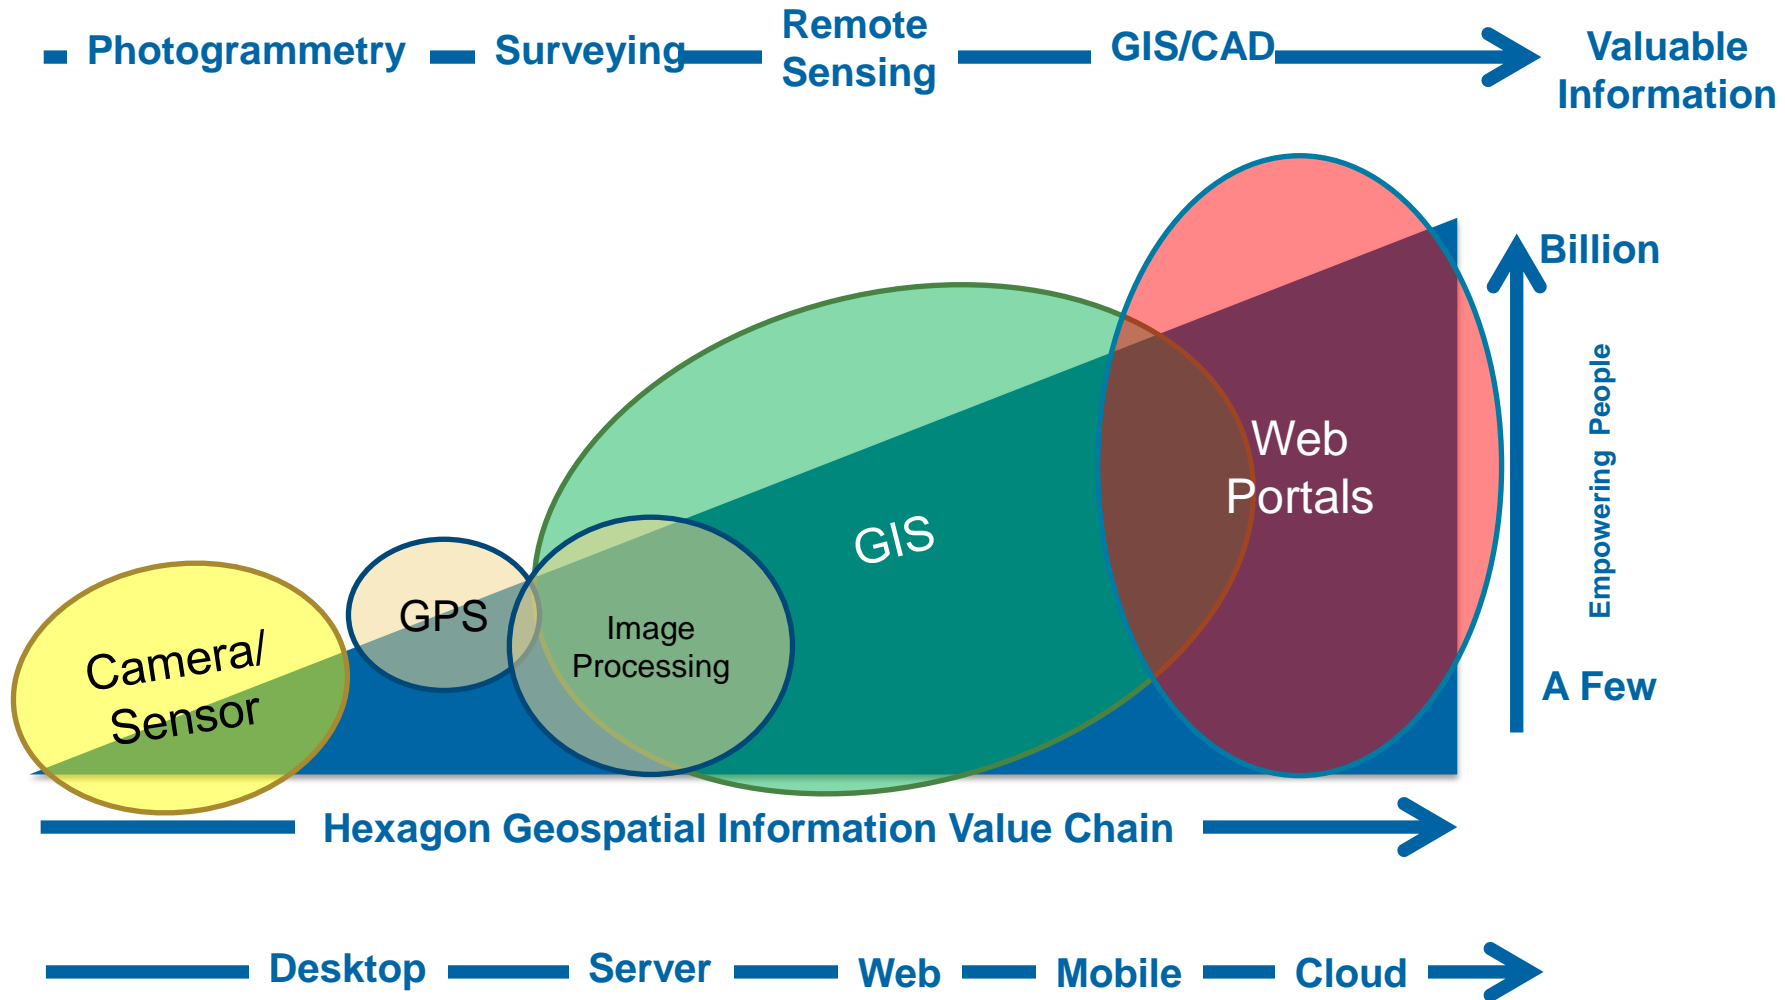 Photogrammetry Surveying Remote Sensing GIS/CAD Valuable Information
Billion
Empowering People
A Few
Camera/
Sensor
GPS
Image
Processing
GIS
Web
Portals
Hexagon Geospatial Information Value Chain
Desktop Server Web Mobile Cloud